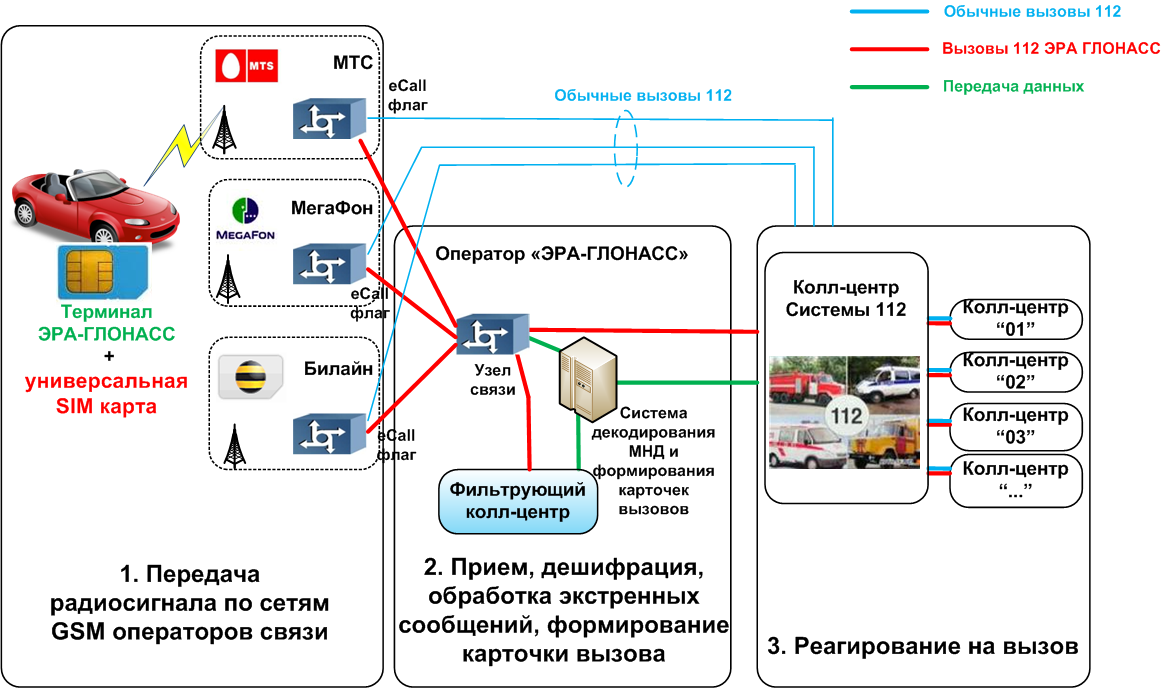 Обычные вызовы 112
Вызовы 112 ЭРА ГЛОНАСС
Передача данных
МТС
MTS
eCall
флаг
Обычные вызовы 112
МегаФон
MEGAFON
eCall
флаг
Билайн
eCall
флаг
Терминал
ЭРА-ГЛОНАСС
+
универсальная
SIM карта
1. Передача
радиосигнала по сетям
GSM операторов связи
Оператор «ЭРА-ГЛОНАСС»
Узел
связи
Система
декодирования
МНД и
формирования
карточек
вызовов
Фильтрующий
колл-центр
2. Прием, дешифрация,
обработка экстренных
сообщений, формирование
карточки вызова
Колл-центр
Системы 112
112
Колл-центр
“01”
Колл-центр
“02”
Колл-центр
“03”
Колл-центр
“...”
3. Реагирование на вызов